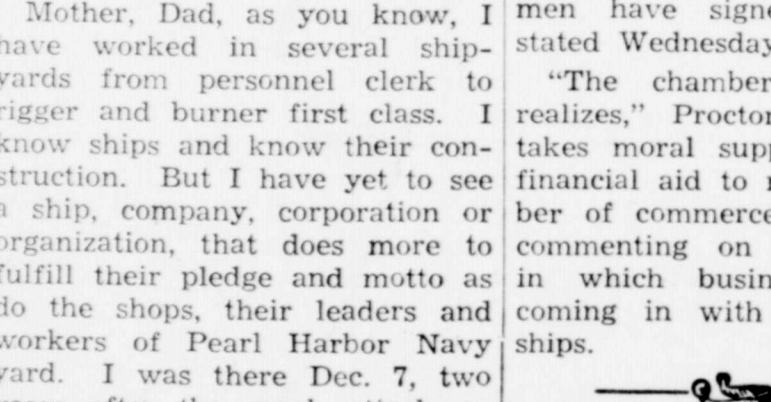 Mother, Dad, as you know, I
have worked in several ship-
yards from personnel clerk to
rigger and burner first class. I
know ships and know their con-
struction. But I have yet to see
a ship, company, corporation or
organization, that does more to
fulfill their pledge and motto as
do the shops, their leaders and
workers of Pearl Harbor Navy
yard. I was there Dec. 7, two
men have
stated Wednesday
"The chamber
realizes," Proctor
takes moral
financial aid to
ber of commerce
commenting on
in which
coming in with
ships.